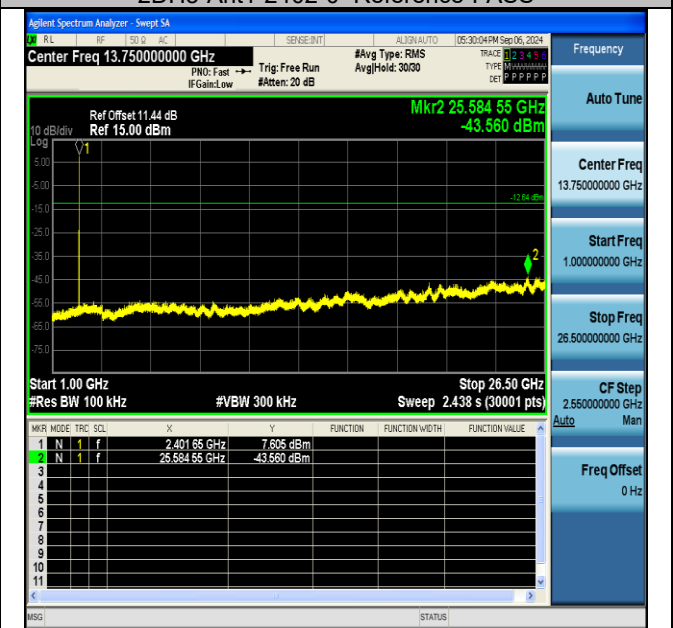 2DH5-Ant1-2402-0~Reference-PASS
Agilent Spectrum Analyzer - Swept SA
RL RF 50 Ω AC SENSE:INT ALIGN AUTO 05:30:04 PM Sep 06, 2024
Center Freq 13.750000000 GHz
PNO: Fast
IFGain:Low
Trig: Free Run
#Atten: 20 dB
#Avg Type: RMS
Avg|Hold: 30/30
TRACE 1 2 3 4 5 6
TYPE M
DET P P P P P P
Frequency
Ref Offset 11.44 dB
10 dB/div Ref 15.00 dBm
Log
Mkr2 25.584 55 GHz
-43.560 dBm
1
5.00
-5.00
-12.64 dBm
-15.0
-25.0
2
-35.0
-45.0
-55.0
-65.0
-75.0
Start 1.00 GHz Stop 26.50 GHz
#Res BW 100 kHz #VBW 300 kHz Sweep 2.438 s (30001 pts)
MKR MODE TRC SCL X Y FUNCTION FUNCTION WIDTH FUNCTION VALUE
1 N 1 f 2.401 65 GHz 7.605 dBm
2 N 1 f 25.584 55 GHz -43.560 dBm
3
4
5
6
7
8
9
10
11
MSG STATUS
Auto Tune
Center Freq
13.750000000 GHz
Start Freq
1.000000000 GHz
Stop Freq
26.500000000 GHz
CF Step
2.550000000 GHz
Auto Man
Freq Offset
0 Hz